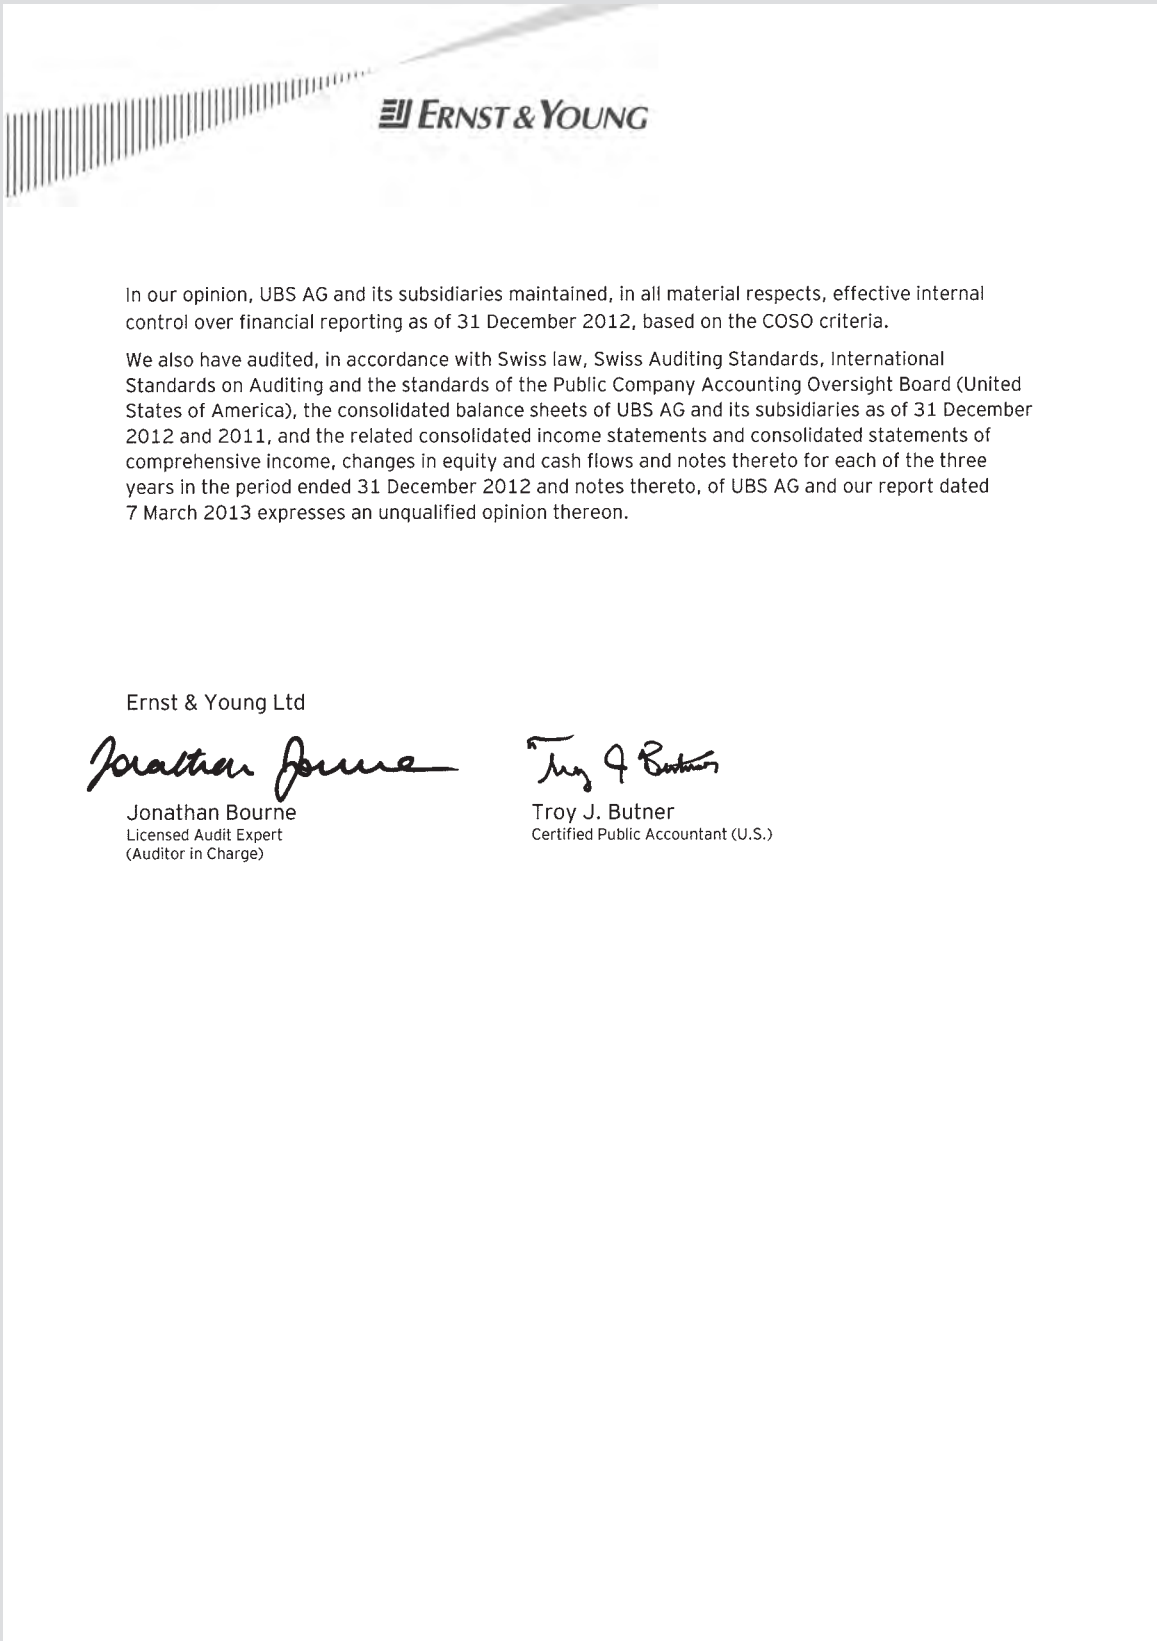 ERNST & YOUNG
In our opinion, UBS AG and its subsidiaries maintained, in all material respects, effective internal
control over financial reporting as of 31 December 2012, based on the COSO criteria.
We also have audited, in accordance with Swiss law, Swiss Auditing Standards, International
Standards on Auditing and the standards of the Public Company Accounting Oversight Board (United
States of America), the consolidated balance sheets of UBS AG and its subsidiaries as of 31 December
2012 and 2011, and the related consolidated income statements and consolidated statements of
comprehensive income, changes in equity and cash flows and notes thereto for each of the three
years in the period ended 31 December 2012 and notes thereto, of UBS AG and our report dated
7 March 2013 expresses an unqualified opinion thereon.
Ernst & Young Ltd
Jonathan Bourne
Troy J Butner
Jonathan Bourne
Troy J. Butner
Licensed Audit Expert
Certified Public Accountant (U.S.)
(Auditor in Charge)